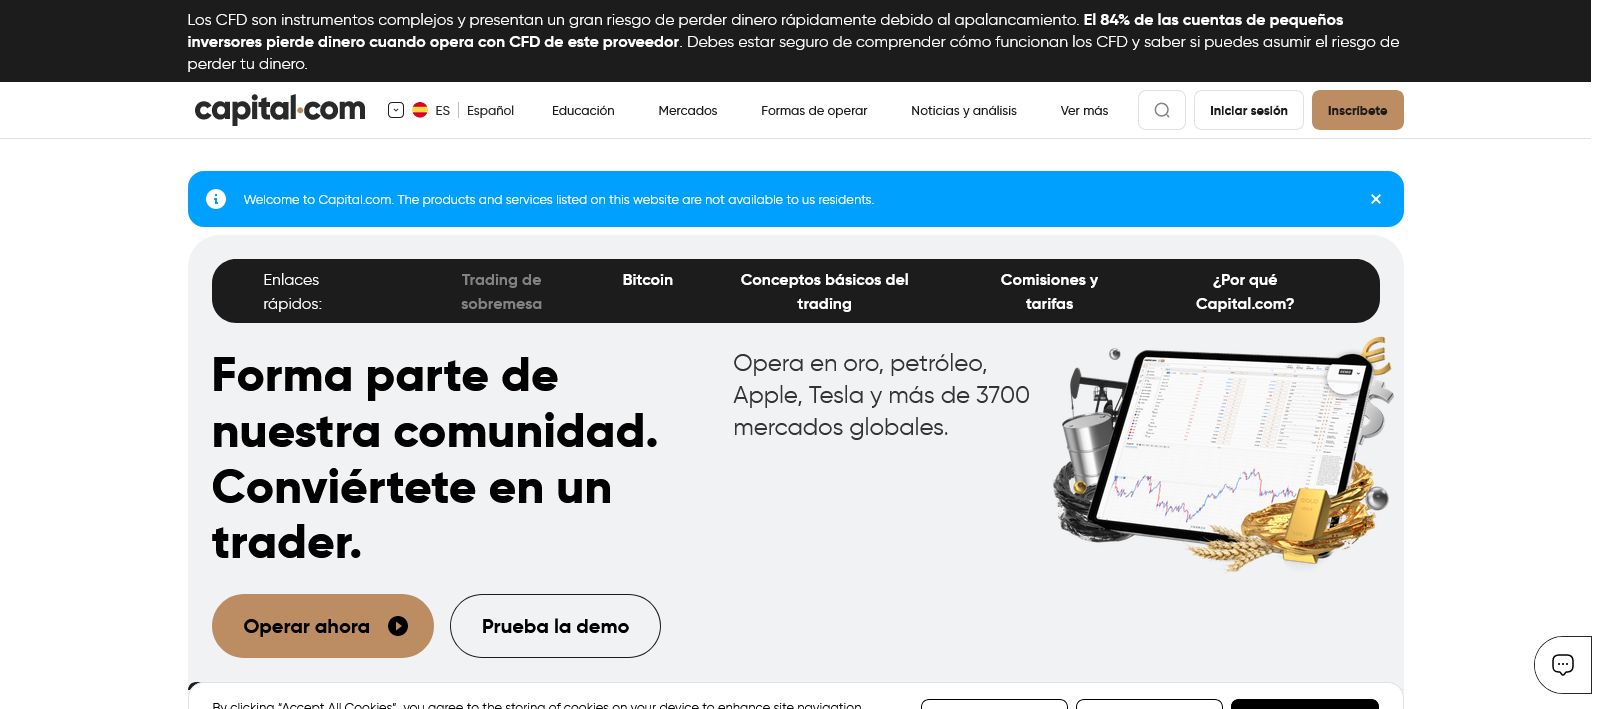 Los CFD son instrumentos complejos y presentan un gran riesgo de perder dinero rápidamente debido al apalancamiento. El 84% de las cuentas de pequeños
inversores pierde dinero cuando opera con CFD de este proveedor. Debes estar seguro de comprender cómo funcionan los CFD y saber si puedes asumir el riesgo de
perder tu dinero.
capital.com ES Español Educación Mercados Formas de operar Noticias y análisis Ver más Iniciar sesión Inscríbete
Welcome to Capital.com. The products and services listed on this website are not available to us residents.
Enlaces
rápidos:
Trading de
sobremesa
Bitcoin
Conceptos básicos del
trading
Comisiones y
tarifas
¿Por qué
Capital.com?
Forma parte de
nuestra comunidad.
Conviértete en un
trader.
Opera en oro, petróleo,
Apple, Tesla y más de 3700
mercados globales.
Operar ahora
Prueba la demo
By clicking “Accept All Cookies”, you agree to the storing of cookies on your device to enhance site navigation,